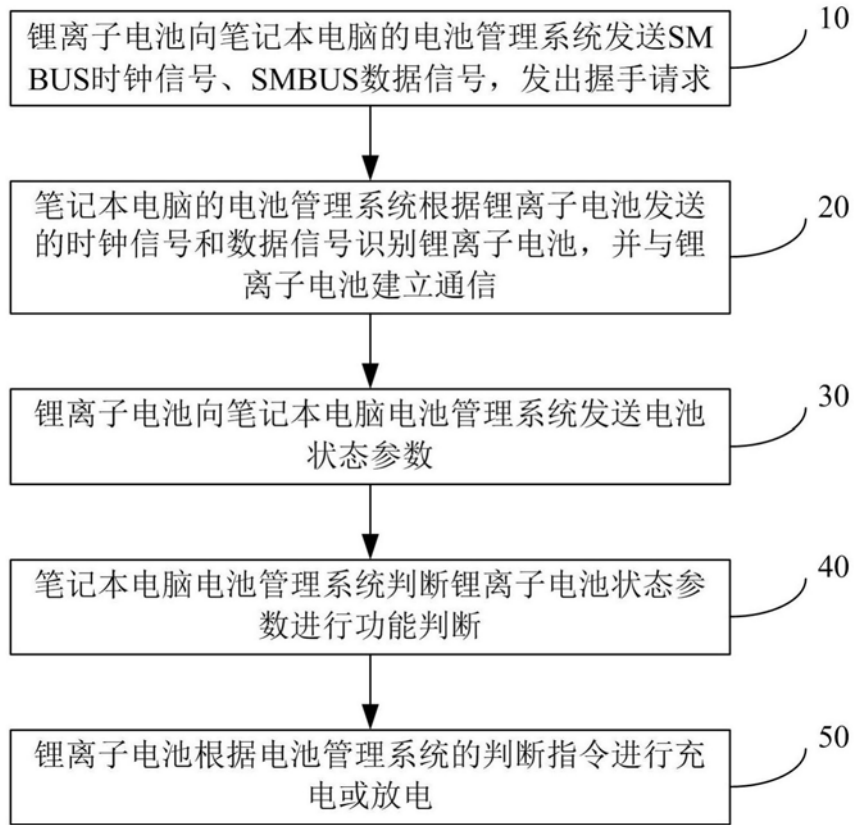 锂离子电池向笔记本电脑的电池管理系统发送SM
BUS时钟信号、SMBUS数据信号，发出握手请求
10
笔记本电脑的电池管理系统根据锂离子电池发送
的时钟信号和数据信号识别锂离子电池，并与锂
离子电池建立通信
20
锂离子电池向笔记本电脑电池管理系统发送电池
状态参数
30
笔记本电脑电池管理系统判断锂离子电池状态参
数进行功能判断
40
锂离子电池根据电池管理系统的判断指令进行充
电或放电
50